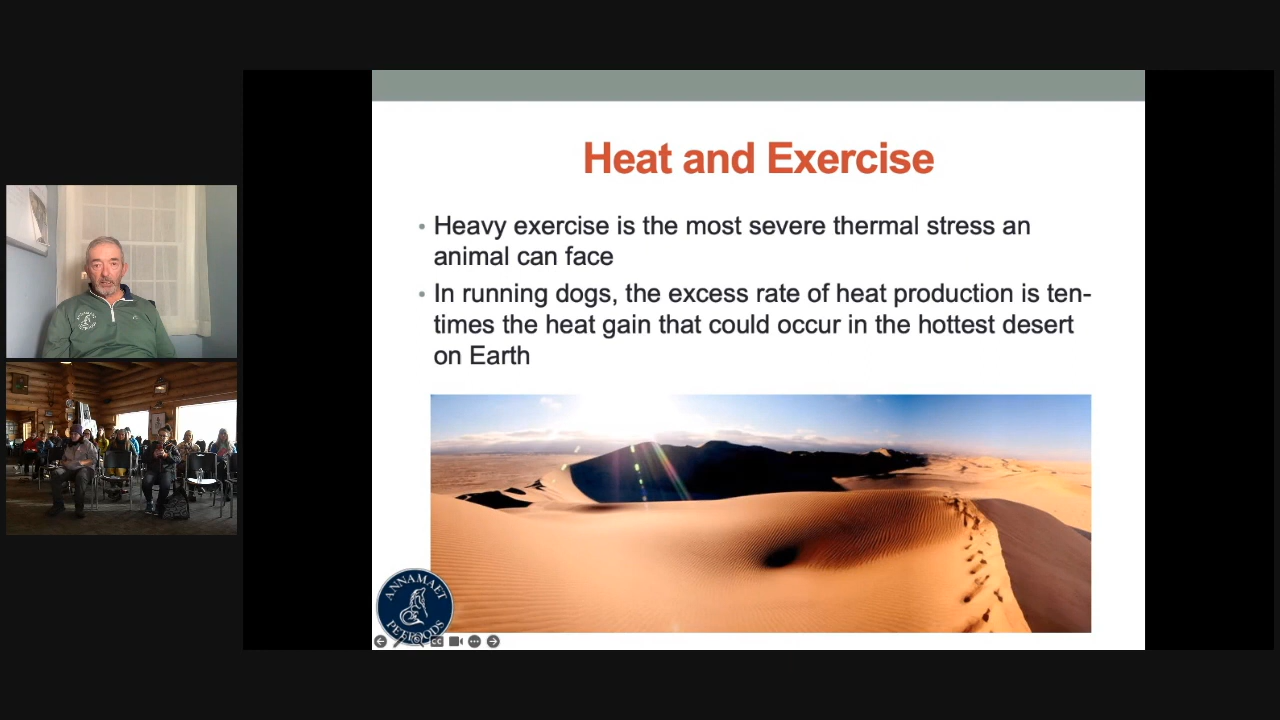 Heat and Exercise
• Heavy exercise is the most severe thermal stress an
animal can face
• In running dogs, the excess rate of heat production is ten-
times the heat gain that could occur in the hottest desert
on Earth
ANNAMAET
PETFOODS
CC